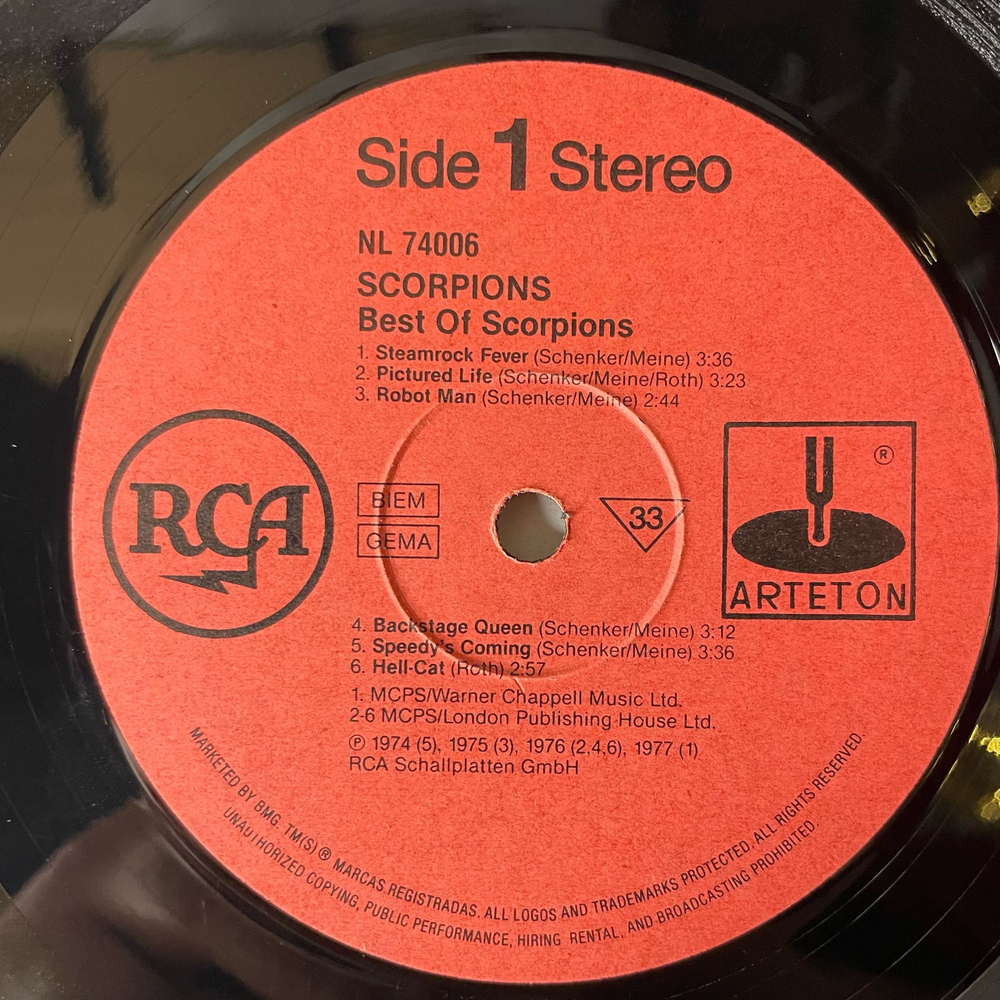 Side 1 Stereo
NL 74006
SCORPIONS
Best Of Scorpions
1. Steamrock Fever (Schenker/Meine) 3:36
2. Pictured Life (Schenker/Meine/Roth) 3:23
3. Robot Man (Schenker/Meine) 2:44
RCA
BIEM
GEMA
33
®
ARTETON
4. Backstage Queen (Schenker/Meine) 3:12
5. Speedy's Coming (Schenker/Meine) 3:36
6. Hell-Cat (Roth) 2:57
1. MCPS/Warner Chappell Music Ltd.
2-6 MCPS/London Publishing House Ltd.
℗ 1974 (5), 1975 (3), 1976 (2,4,6), 1977 (1)
RCA Schallplatten GmbH
MARKETED BY BMG. TM(S) ® MARCAS REGISTRADAS. ALL LOGOS AND TRADEMARKS PROTECTED. ALL RIGHTS RESERVED.
UNAUTHORIZED COPYING, PUBLIC PERFORMANCE, HIRING RENTAL, AND BROADCASTING PROHIBITED.